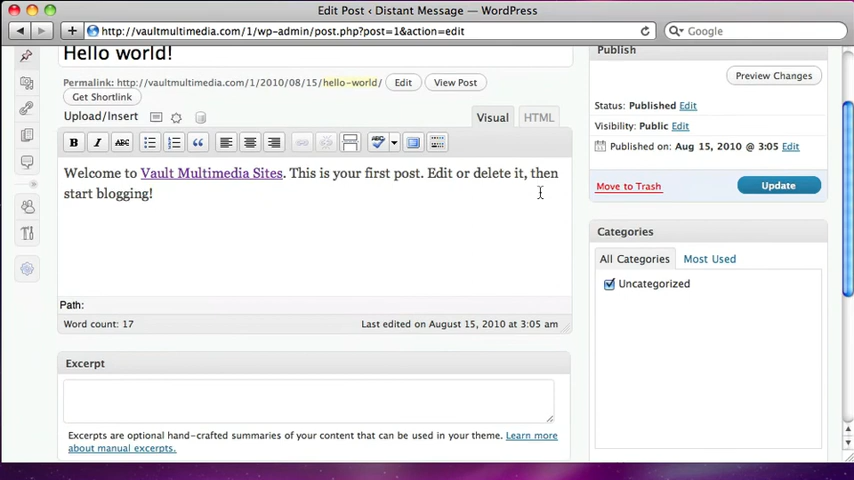 Edit Post ‹ Distant Message — WordPress
http://vaultmultimedia.com/1/wp-admin/post.php?post=1&action=edit
Google
Hello world!
Permalink: http://vaultmultimedia.com/1/2010/08/15/hello-world/ Edit View Post
Get Shortlink
Upload/Insert Visual HTML
B I ABC
Welcome to Vault Multimedia Sites. This is your first post. Edit or delete it, then
start blogging!
Path:
Word count: 17 Last edited on August 15, 2010 at 3:05 am
Excerpt
Excerpts are optional hand-crafted summaries of your content that can be used in your theme. Learn more
about manual excerpts.
Publish
Preview Changes
Status: Published Edit
Visibility: Public Edit
Published on: Aug 15, 2010 @ 3:05 Edit
Move to Trash Update
Categories
All Categories Most Used
Uncategorized